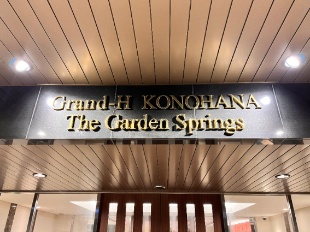 Grand-H KONOHANA
The Garden Springs